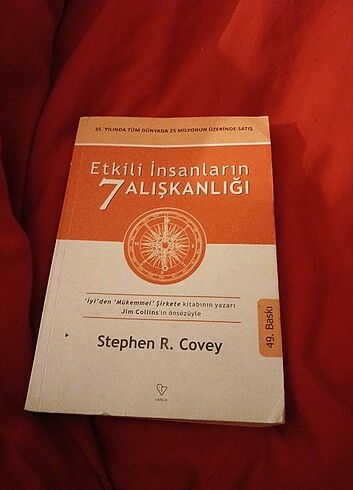 25. YILINDA TÜM DÜNYADA 25 MİLYONUN ÜZERİNDE SATIŞ
Etkili İnsanların
7 ALIŞKANLIĞI
'İyi'den 'Mükemmel' Şirkete kitabının yazarı
Jim Collins'in önsözüyle
49. Baskı
Stephen R. Covey
VARLIK